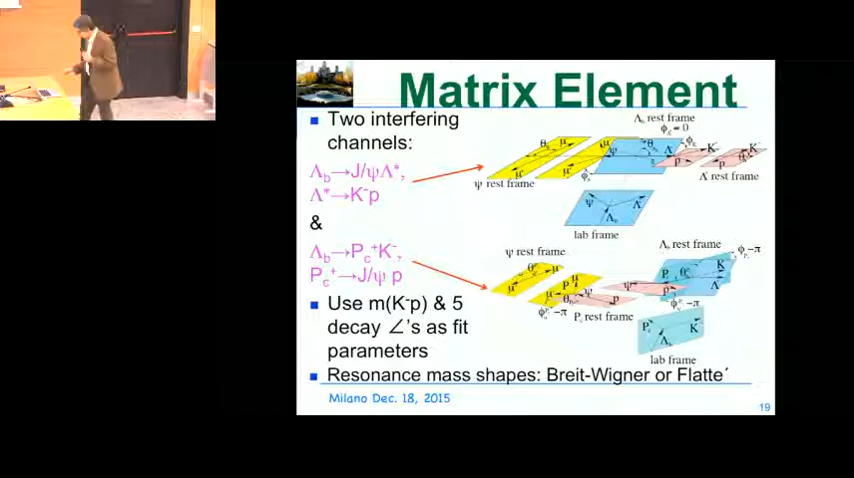 Matrix Element
Two interfering
channels:
Λb→J/ψΛ*,
Λ*→K⁻p
&
Λb→Pc⁺K⁻,
Pc⁺→J/ψ p
Use m(K⁻p) & 5
decay ∠'s as fit
parameters
Resonance mass shapes: Breit-Wigner or Flatte´
Λb rest frame
ψ rest frame
Λ* rest frame
lab frame
ψ rest frame
Λb rest frame
Pc rest frame
lab frame
Milano Dec. 18, 2015
19